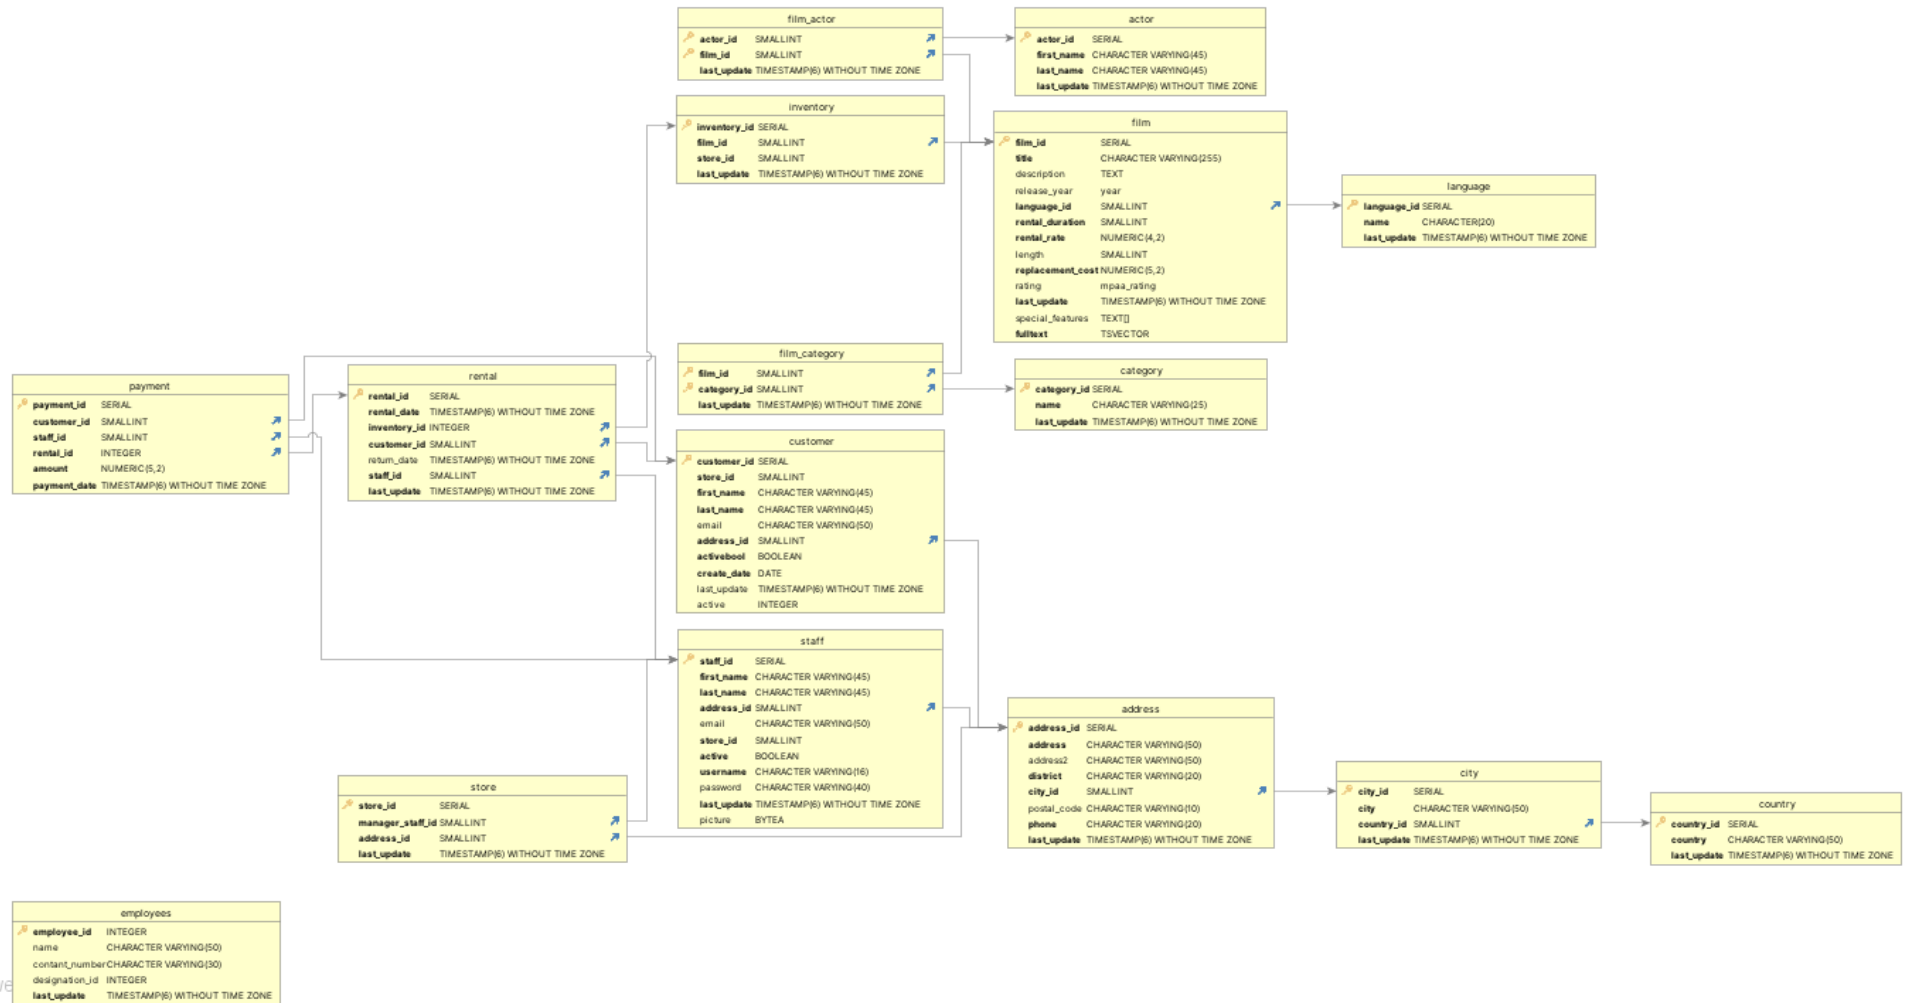 film_actor
actor_id SMALLINT
film_id SMALLINT
last_update TIMESTAMP(6) WITHOUT TIME ZONE
actor
actor_id SERIAL
first_name CHARACTER VARYING(45)
last_name CHARACTER VARYING(45)
last_update TIMESTAMP(6) WITHOUT TIME ZONE
inventory
inventory_id SERIAL
film_id SMALLINT
store_id SMALLINT
last_update TIMESTAMP(6) WITHOUT TIME ZONE
film
film_id SERIAL
title CHARACTER VARYING(255)
description TEXT
release_year year
language_id SMALLINT
rental_duration SMALLINT
rental_rate NUMERIC(4,2)
length SMALLINT
replacement_cost NUMERIC(5,2)
rating mpaa_rating
last_update TIMESTAMP(6) WITHOUT TIME ZONE
special_features TEXT[]
fulltext TSVECTOR
language
language_id SERIAL
name CHARACTER(20)
last_update TIMESTAMP(6) WITHOUT TIME ZONE
payment
payment_id SERIAL
customer_id SMALLINT
staff_id SMALLINT
rental_id INTEGER
amount NUMERIC(5,2)
payment_date TIMESTAMP(6) WITHOUT TIME ZONE
rental
rental_id SERIAL
rental_date TIMESTAMP(6) WITHOUT TIME ZONE
inventory_id INTEGER
customer_id SMALLINT
return_date TIMESTAMP(6) WITHOUT TIME ZONE
staff_id SMALLINT
last_update TIMESTAMP(6) WITHOUT TIME ZONE
film_category
film_id SMALLINT
category_id SMALLINT
last_update TIMESTAMP(6) WITHOUT TIME ZONE
category
category_id SERIAL
name CHARACTER VARYING(25)
last_update TIMESTAMP(6) WITHOUT TIME ZONE
customer
customer_id SERIAL
store_id SMALLINT
first_name CHARACTER VARYING(45)
last_name CHARACTER VARYING(45)
email CHARACTER VARYING(50)
address_id SMALLINT
activebool BOOLEAN
create_date DATE
last_update TIMESTAMP(6) WITHOUT TIME ZONE
active INTEGER
staff
staff_id SERIAL
first_name CHARACTER VARYING(45)
last_name CHARACTER VARYING(45)
address_id SMALLINT
email CHARACTER VARYING(50)
store_id SMALLINT
active BOOLEAN
username CHARACTER VARYING(16)
password CHARACTER VARYING(40)
last_update TIMESTAMP(6) WITHOUT TIME ZONE
picture BYTEA
store
store_id SERIAL
manager_staff_id SMALLINT
address_id SMALLINT
last_update TIMESTAMP(6) WITHOUT TIME ZONE
address
address_id SERIAL
address CHARACTER VARYING(50)
address2 CHARACTER VARYING(50)
district CHARACTER VARYING(20)
city_id SMALLINT
postal_code CHARACTER VARYING(10)
phone CHARACTER VARYING(20)
last_update TIMESTAMP(6) WITHOUT TIME ZONE
city
city_id SERIAL
city CHARACTER VARYING(50)
country_id SMALLINT
last_update TIMESTAMP(6) WITHOUT TIME ZONE
country
country_id SERIAL
country CHARACTER VARYING(50)
last_update TIMESTAMP(6) WITHOUT TIME ZONE
employees
employee_id INTEGER
name CHARACTER VARYING(50)
contant_number CHARACTER VARYING(30)
designation_id INTEGER
last_update TIMESTAMP(6) WITHOUT TIME ZONE